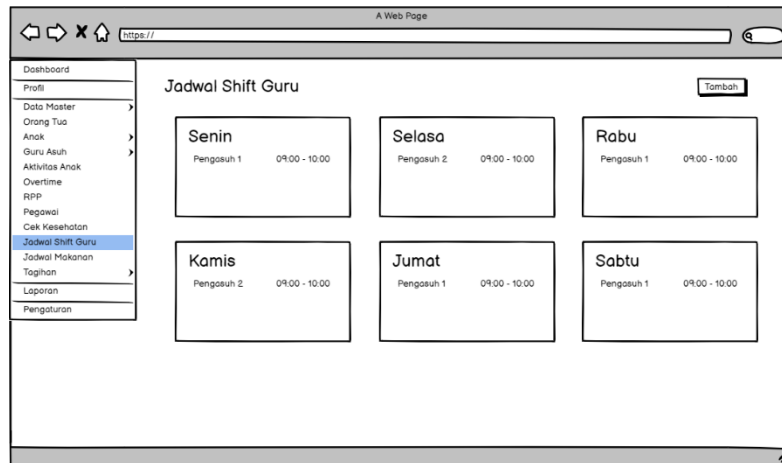 A Web Page
https://
Dashboard
Profil
Data Master
Orang Tua
Anak
Guru Asuh
Aktivitas Anak
Overtime
RPP
Pegawai
Cek Kesehatan
Jadwal Shift Guru
Jadwal Makanan
Tagihan
Laporan
Pengaturan
Jadwal Shift Guru
Tambah
Senin
Pengasuh 1 09:00 - 10:00
Selasa
Pengasuh 2 09:00 - 10:00
Rabu
Pengasuh 1 09:00 - 10:00
Kamis
Pengasuh 2 09:00 - 10:00
Jumat
Pengasuh 1 09:00 - 10:00
Sabtu
Pengasuh 1 09:00 - 10:00